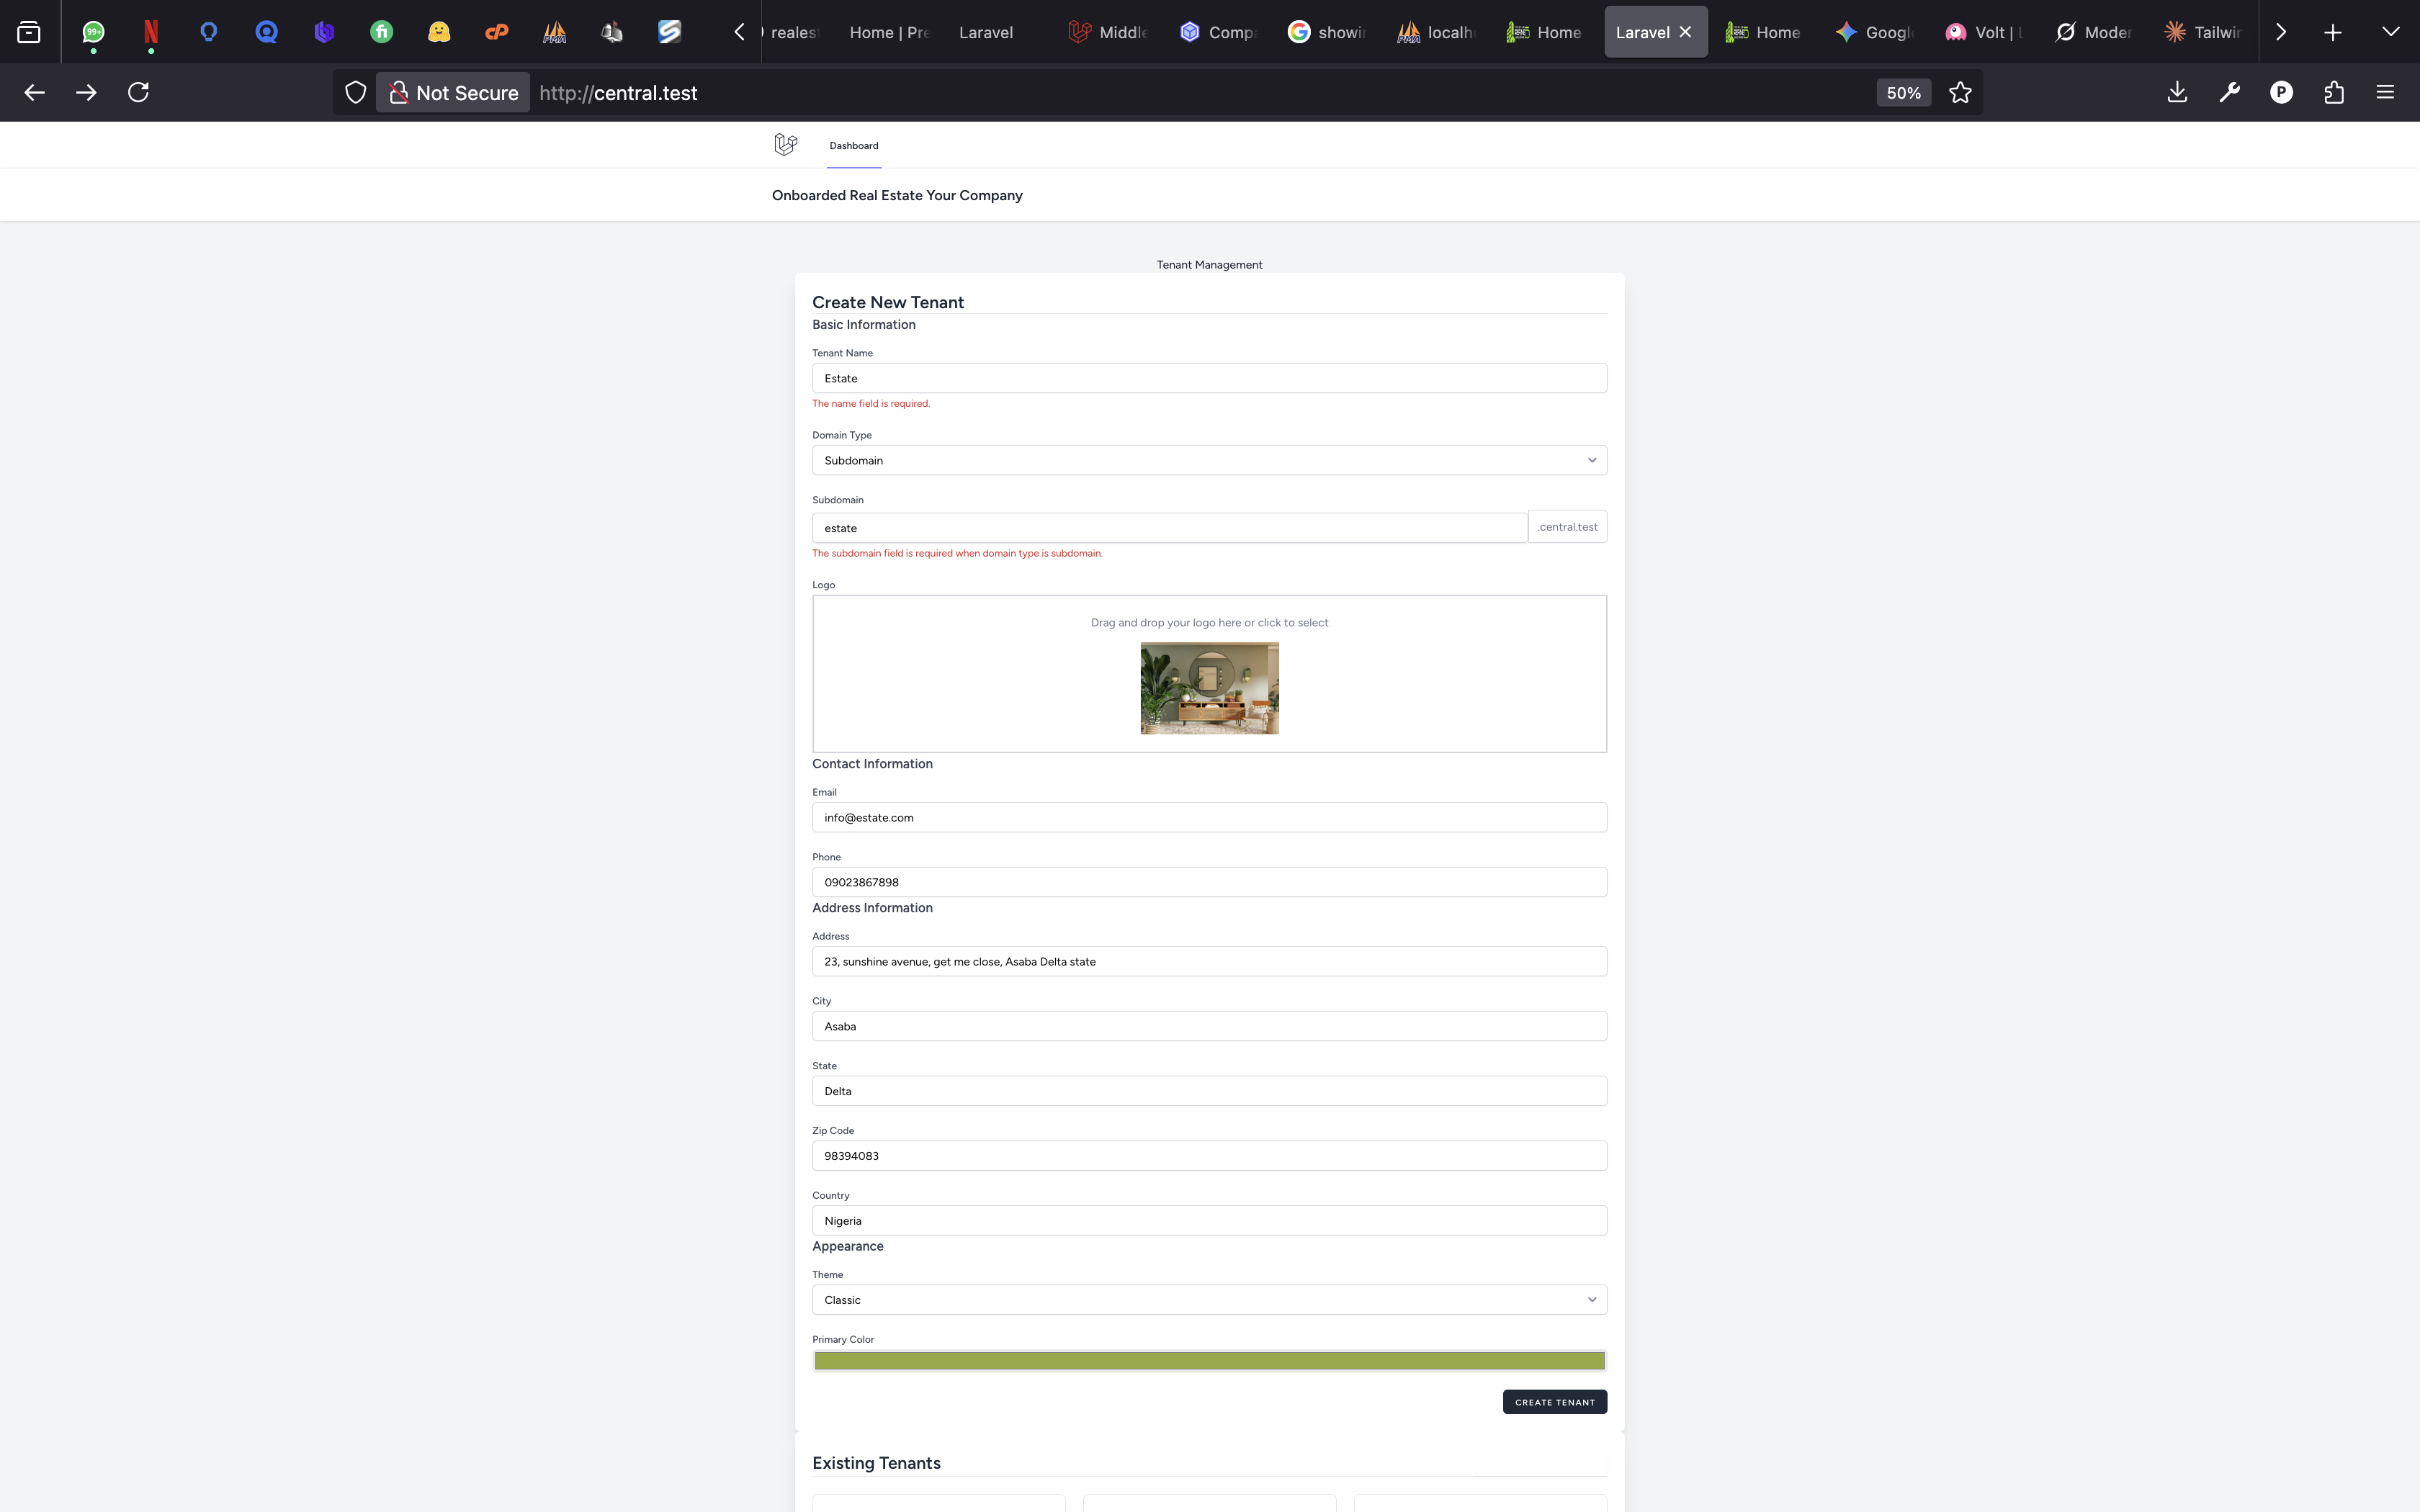 99+
reales
Home | Pre
Laravel
Middle
Compa
showin
localh
Home
Laravel
Home
Googl
Volt | L
Moder
Tailwin
Not Secure
http://central.test
50%
P
Dashboard
Onboarded Real Estate Your Company
Tenant Management
Create New Tenant
Basic Information
Tenant Name
Estate
The name field is required.
Domain Type
Subdomain
Subdomain
estate
.central.test
The subdomain field is required when domain type is subdomain.
Logo
Drag and drop your logo here or click to select
Contact Information
Email
info@estate.com
Phone
09023867898
Address Information
Address
23, sunshine avenue, get me close, Asaba Delta state
City
Asaba
State
Delta
Zip Code
98394083
Country
Nigeria
Appearance
Theme
Classic
Primary Color
CREATE TENANT
Existing Tenants